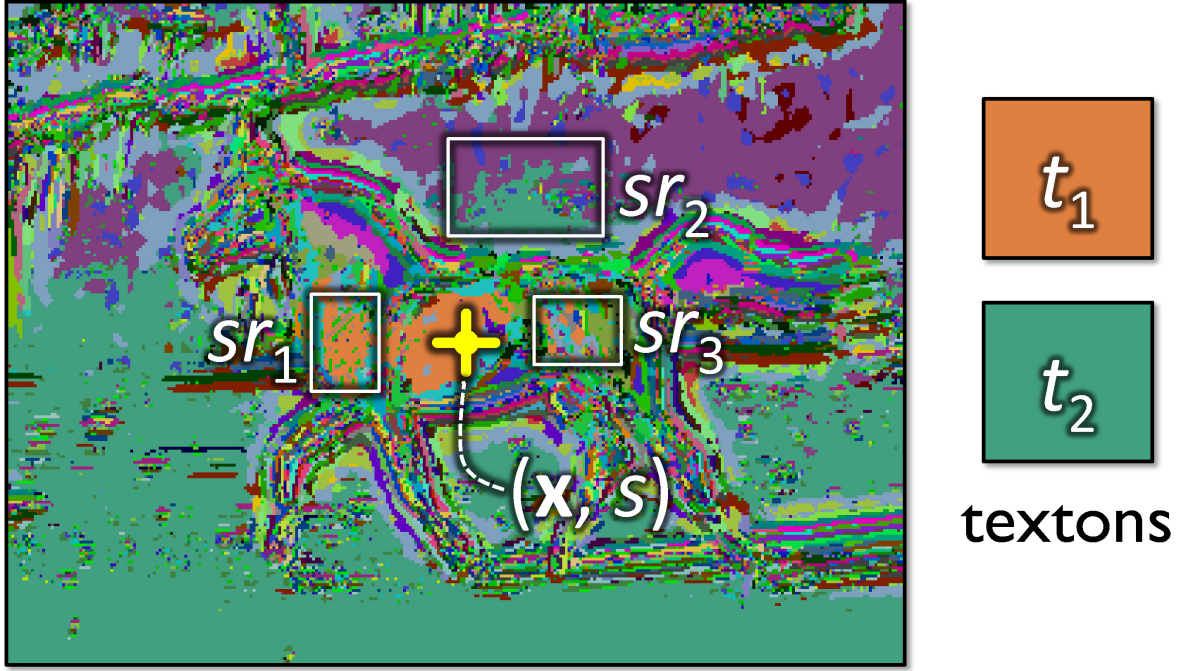 sr₂
sr₁
sr₃
(x, s)
t₁
t₂
textons